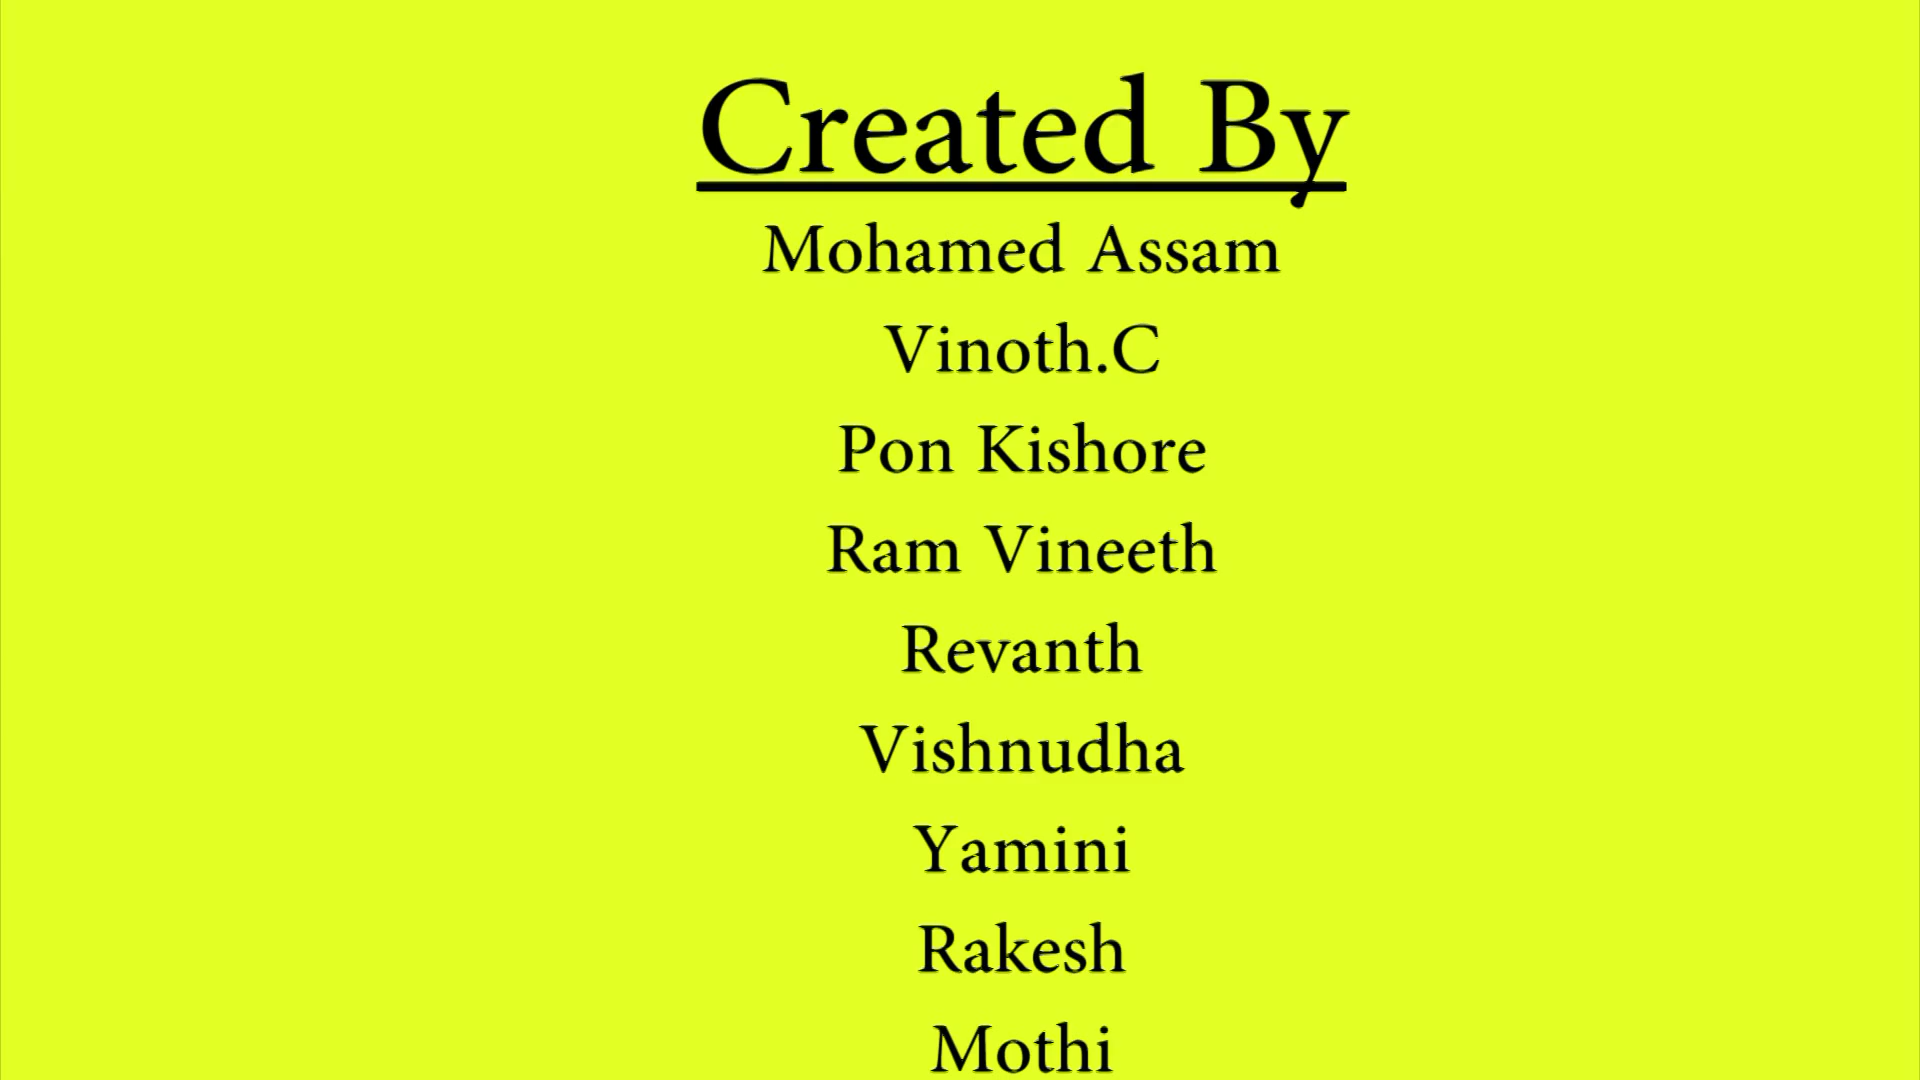 Created By
Mohamed Assam
Vinoth.C
Pon Kishore
Ram Vineeth
Revanth
Vishnudha
Yamini
Rakesh
Mothi